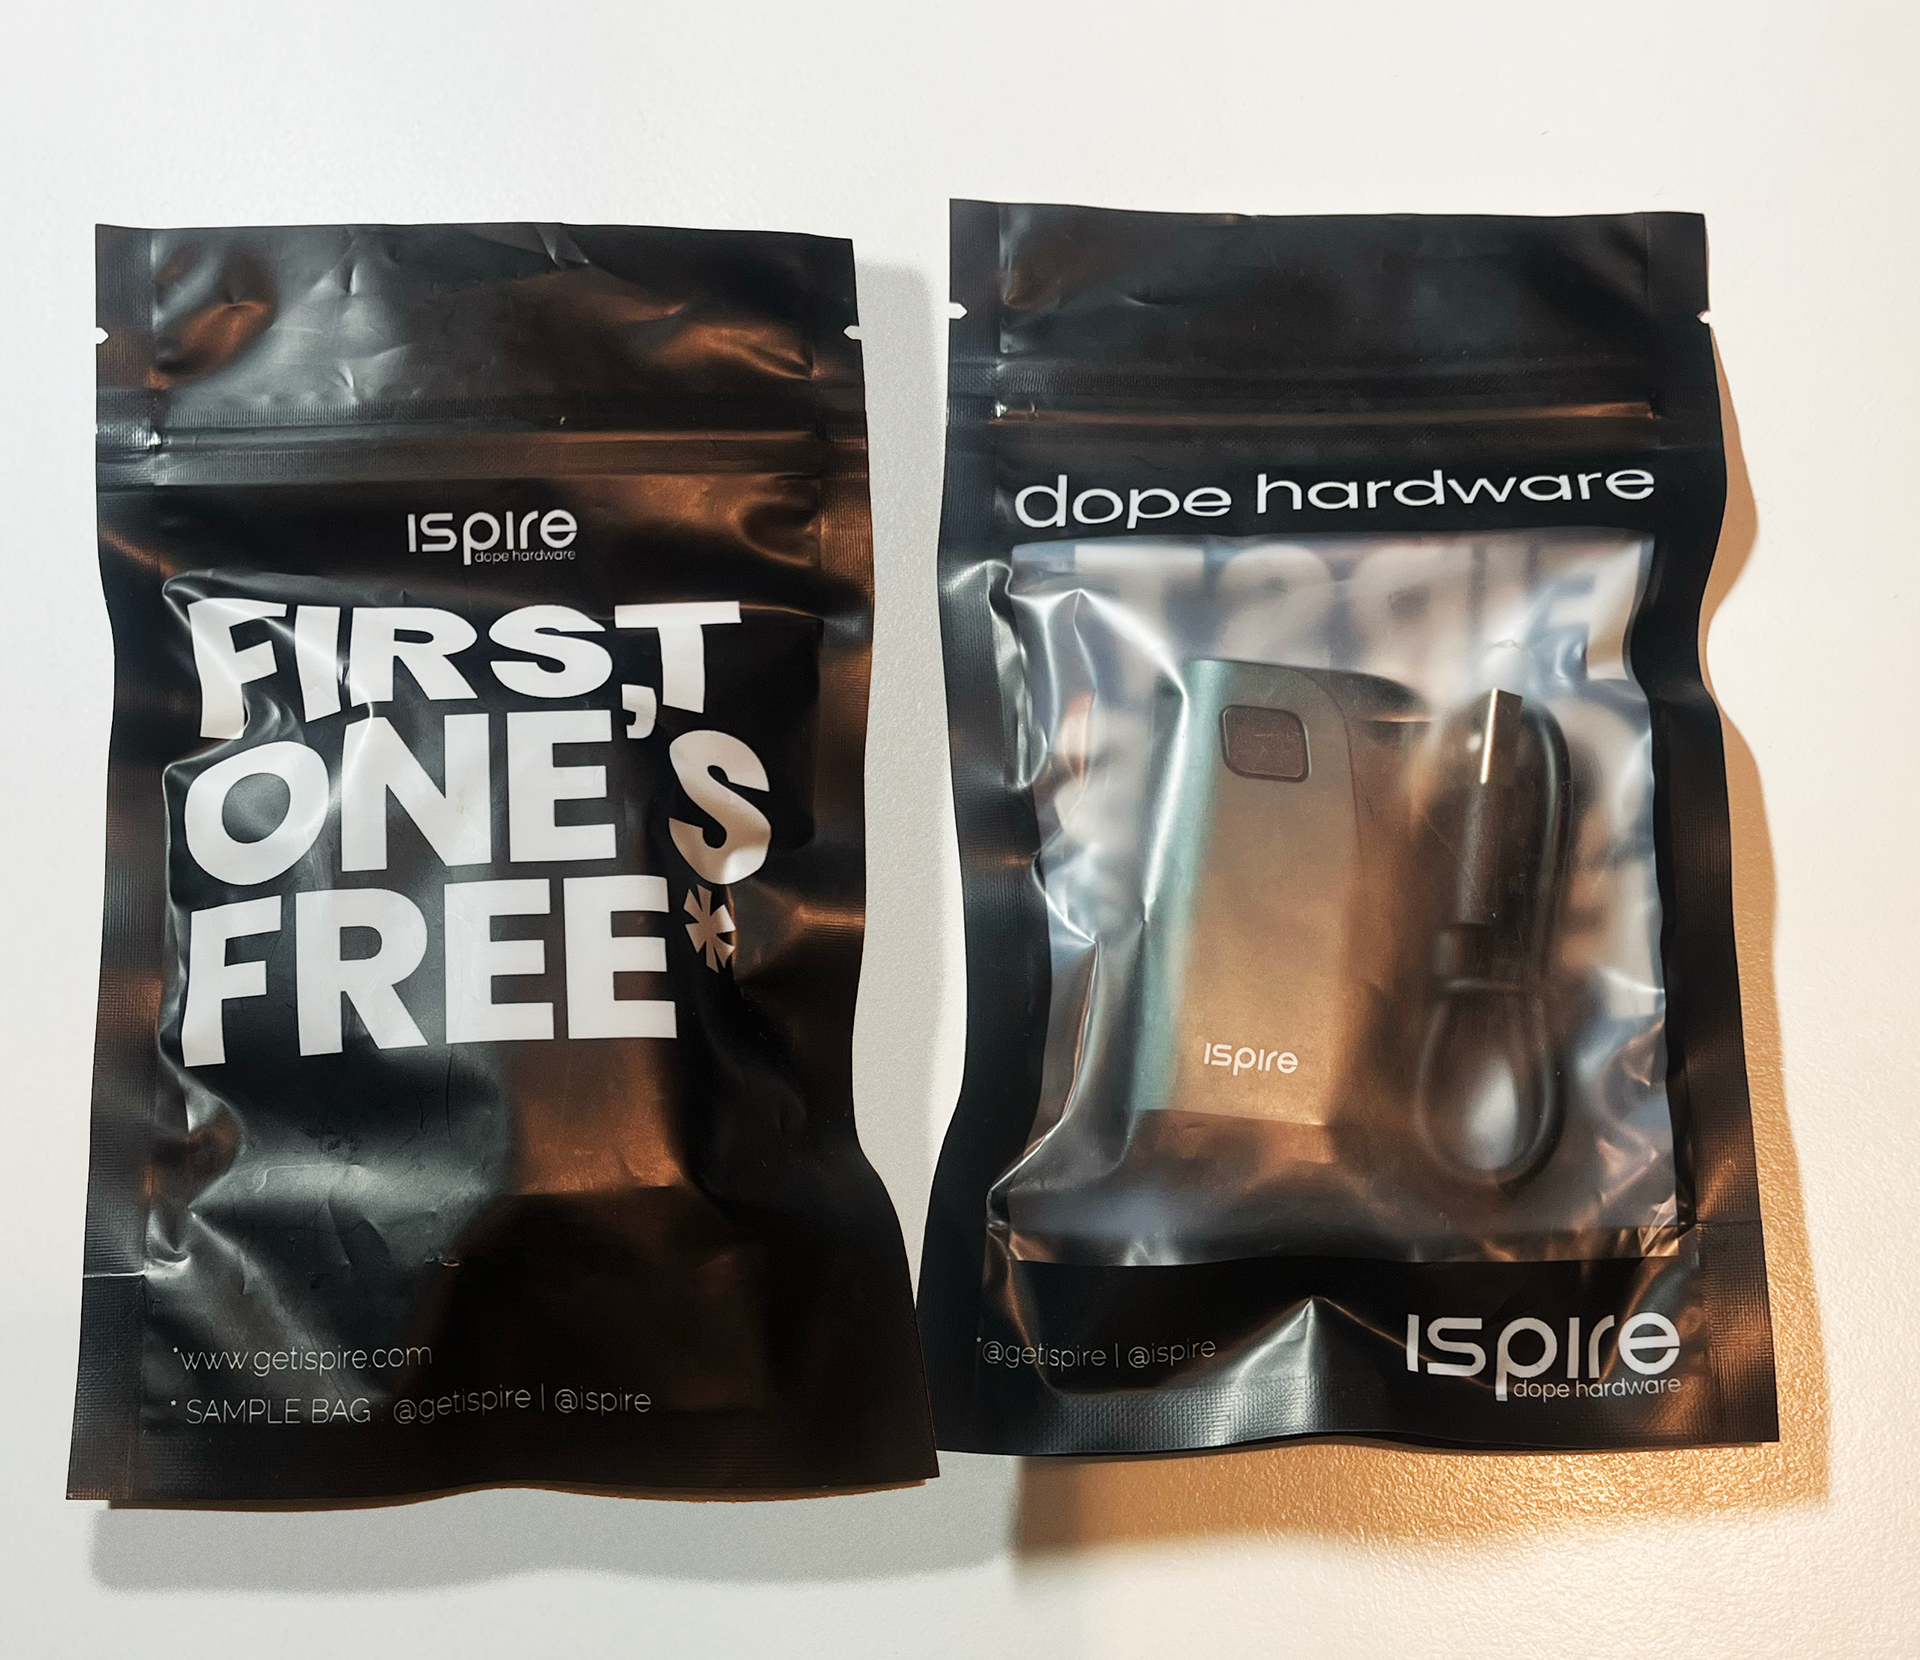 ispire
dope hardware
FIRS,T
ONE'S
FREE*
*www.getispire.com
* SAMPLE BAG : @getispire | @ispire
dope hardware
FIRST
ispire
*@getispire | @ispire
ispire
dope hardware